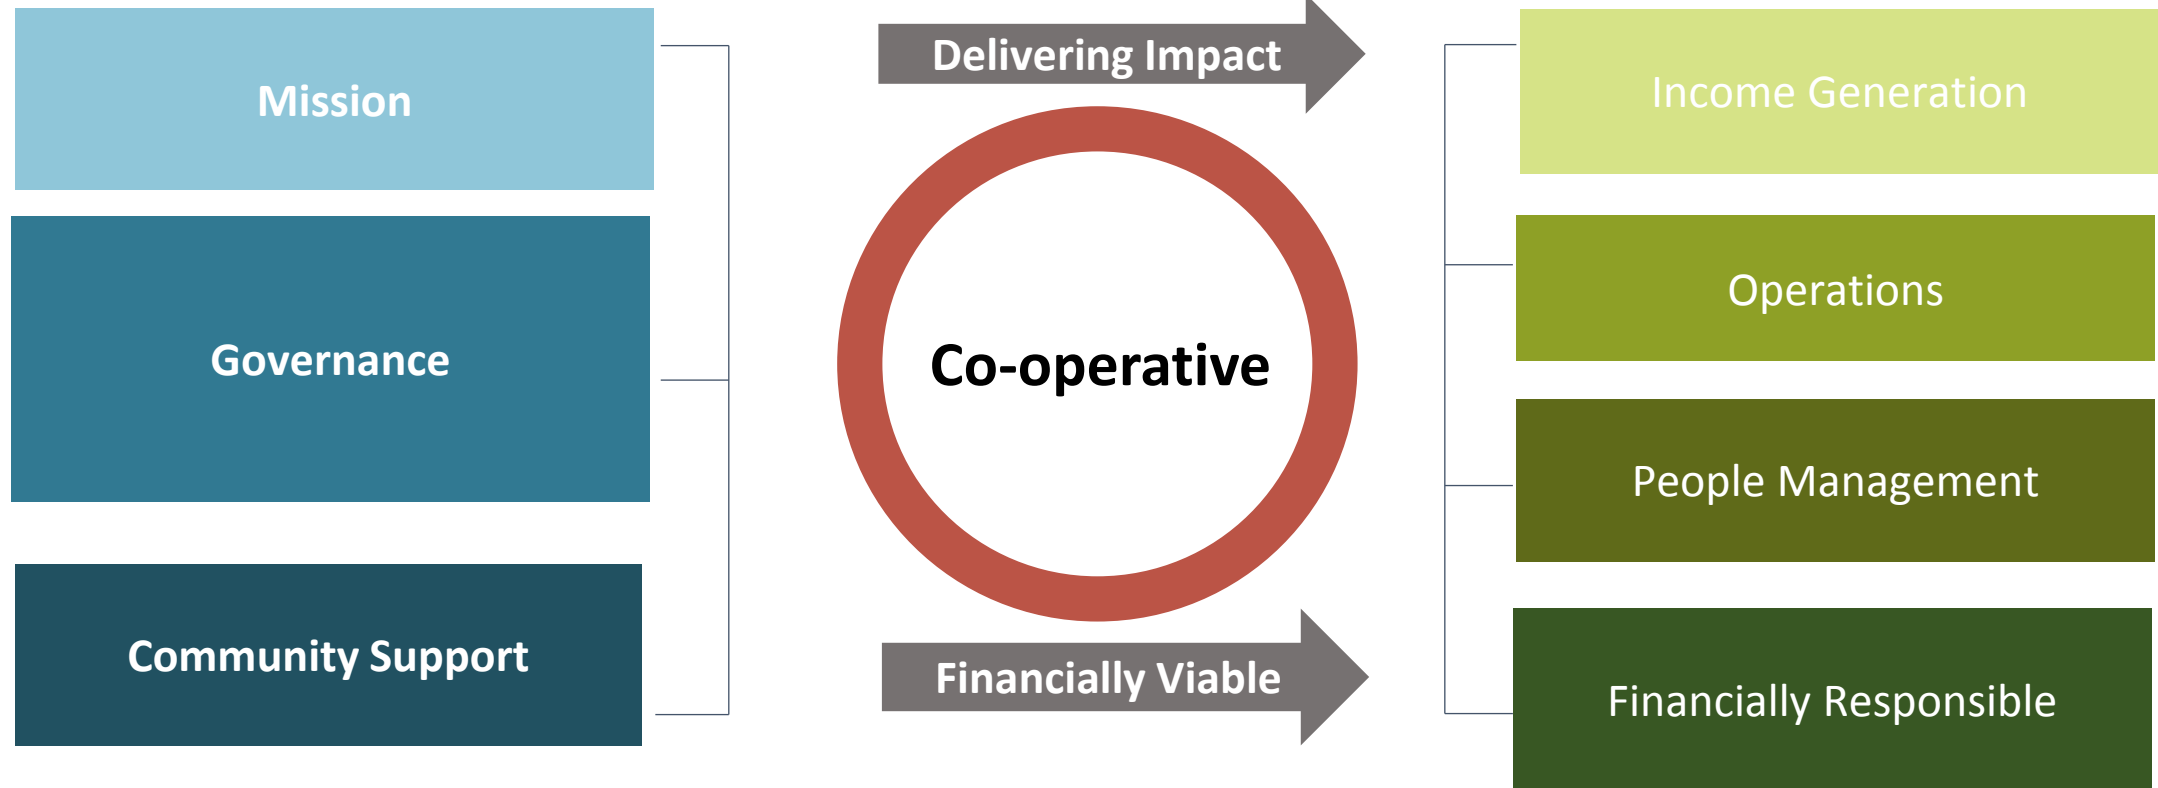 Mission
Governance
Community Support
Delivering Impact
Co-operative
Financially Viable
Income Generation
Operations
People Management
Financially Responsible